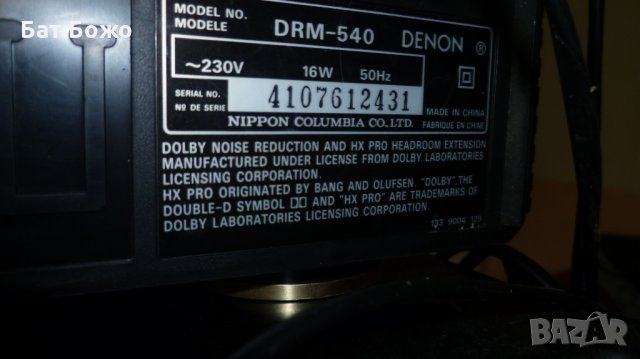 Бат Божо
MODEL NO.
MODELE DRM-540 DENON ®
~230V 16W 50Hz
SERIAL NO.
Nº DE SERIE 4107612431
MADE IN CHINA
NIPPON COLUMBIA CO., LTD. FABRIQUE EN CHINE
DOLBY NOISE REDUCTION AND HX PRO HEADROOM EXTENSION
MANUFACTURED UNDER LICENSE FROM DOLBY LABORATORIES
LICENSING CORPORATION.
HX PRO ORIGINATED BY BANG AND OLUFSEN. "DOLBY", THE
DOUBLE-D SYMBOL AND "HX PRO" ARE TRADEMARKS OF
DOLBY LABORATORIES LICENSING CORPORATION.
BAZAR.bg